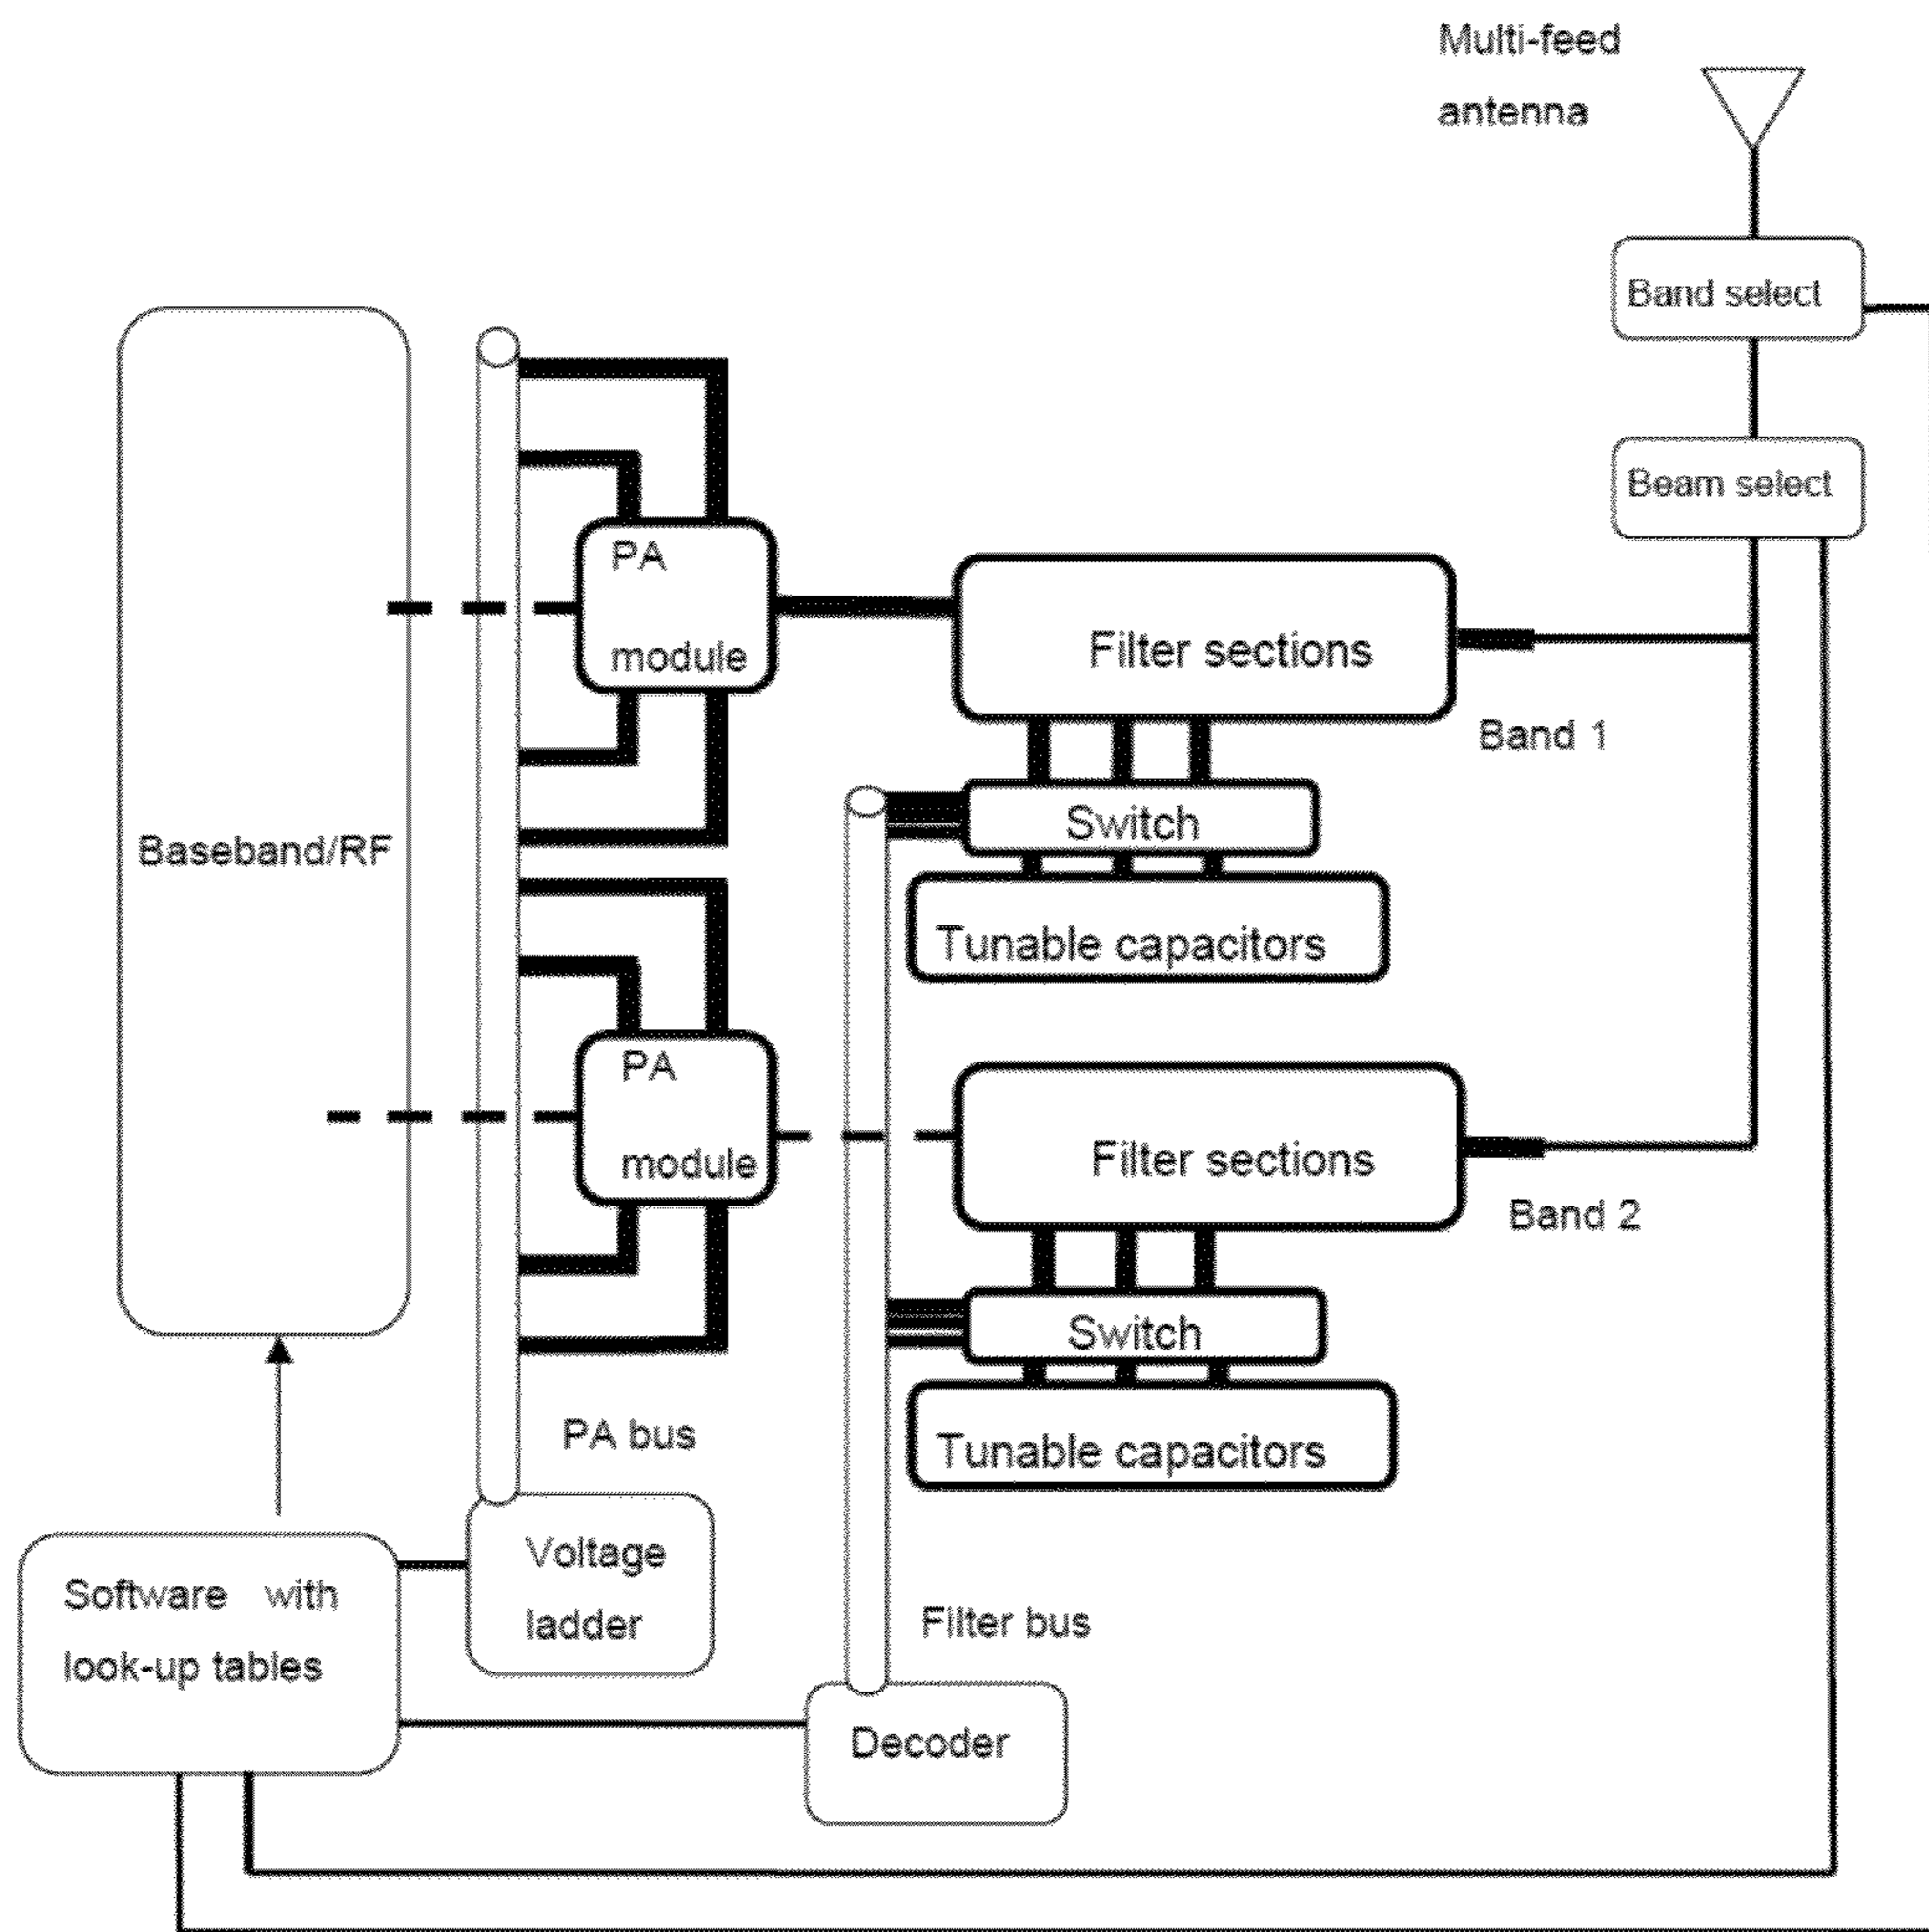 Multi-feed
antenna
Band select
Beam select
PA
module
Filter sections
Band 1
Switch
Baseband/RF
Tunable capacitors
PA
module
Filter sections
Band 2
Switch
PA bus
Tunable capacitors
Voltage
ladder
Software with
look-up tables
Filter bus
Decoder